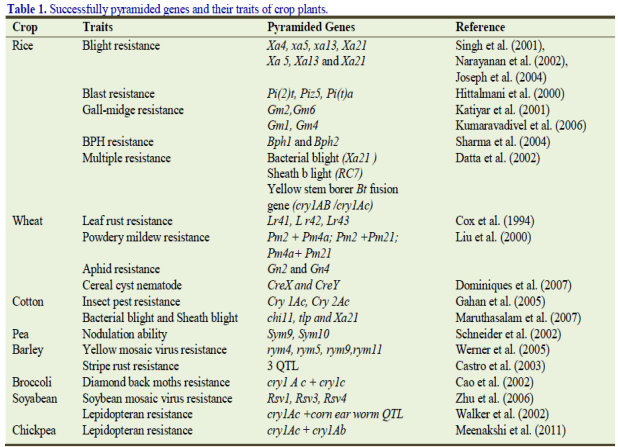 Table 1. Successfully pyramided genes and their traits of crop plants.
Crop Traits Pyramided Genes Reference
Rice Blight resistance Xa4, xa5, xa13, Xa21 Singh et al. (2001),
Xa 5, Xa13 and Xa21 Narayanan et al. (2002),
Joseph et al. (2004)
Blast resistance Pi(2)t, Piz5, Pi(t)a Hittalmani et al. (2000)
Gall-midge resistance Gm2,Gm6 Katiyar et al. (2001)
Gm1, Gm4 Kumaravadivel et al. (2006)
BPH resistance Bph1 and Bph2 Sharma et al. (2004)
Multiple resistance Bacterial blight (Xa21 ) Datta et al. (2002)
Sheath b light (RC7)
Yellow stem borer Bt fusion
gene (cry1AB /cry1Ac)
Wheat Leaf rust resistance Lr41, L r42, Lr43 Cox et al. (1994)
Powdery mildew resistance Pm2 + Pm4a; Pm2 +Pm21; Liu et al. (2000)
Pm4a+ Pm21
Aphid resistance Gn2 and Gn4
Cereal cyst nematode CreX and CreY Dominiques et al. (2007)
Cotton Insect pest resistance Cry 1Ac, Cry 2Ac Gahan et al. (2005)
Bacterial blight and Sheath blight chi11, tlp and Xa21 Maruthasalam et al. (2007)
Pea Nodulation ability Sym9, Sym10 Schneider et al. (2002)
Barley Yellow mosaic virus resistance rym4, rym5, rym9,rym11 Werner et al. (2005)
Stripe rust resistance 3 QTL Castro et al. (2003)
Broccoli Diamond back moths resistance cry1 A c + cry1c Cao et al. (2002)
Soyabean Soybean mosaic virus resistance Rsv1, Rsv3, Rsv4 Zhu et al. (2006)
Lepidopteran resistance cry1Ac +corn ear worm QTL Walker et al. (2002)
Chickpea Lepidopteran resistance cry1Ac + cry1Ab Meenakshi et al. (2011)